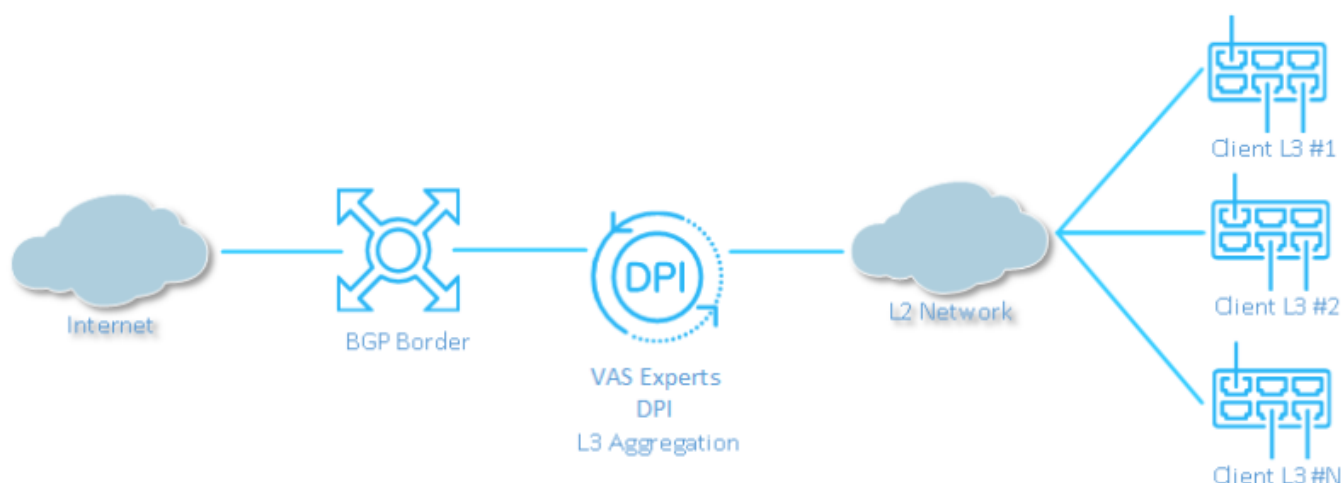 Internet
BGP Border
DPI
VAS Experts
DPI
L3 Aggregation
L2 Network
Client L3 #1
Client L3 #2
Client L3 #N